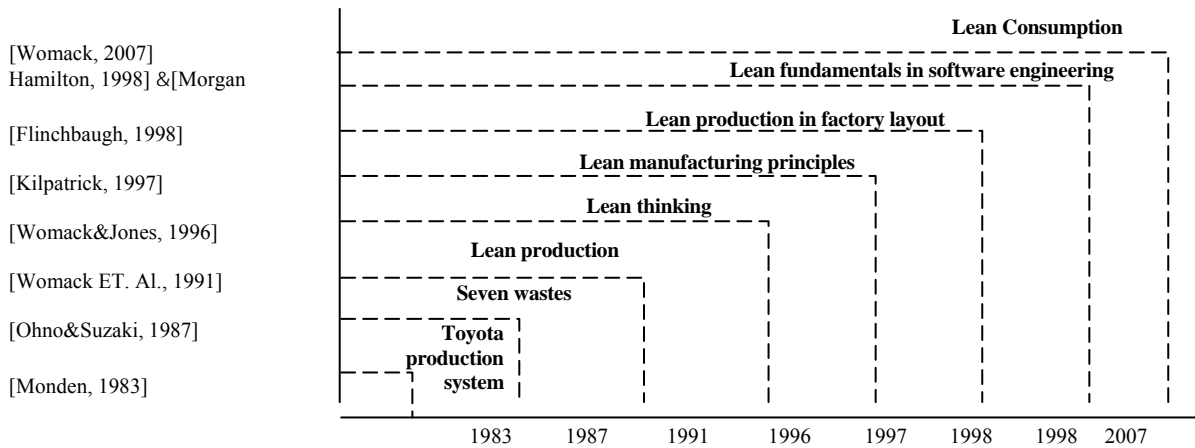 Lean Consumption
[Womack, 2007]
Hamilton, 1998] &[Morgan
Lean fundamentals in software engineering
Lean production in factory layout
[Flinchbaugh, 1998]
Lean manufacturing principles
[Kilpatrick, 1997]
Lean thinking
[Womack&Jones, 1996]
Lean production
[Womack ET. Al., 1991]
Seven wastes
[Ohno&Suzaki, 1987]
Toyota
production
system
[Monden, 1983]
1983 1987 1991 1996 1997 1998 1998 2007